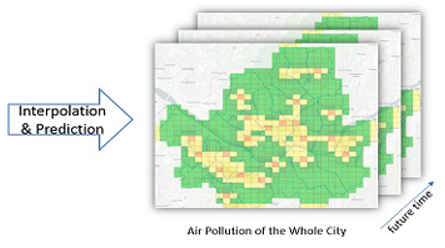 Interpolation
& Prediction
Air Pollution of the Whole City
future time